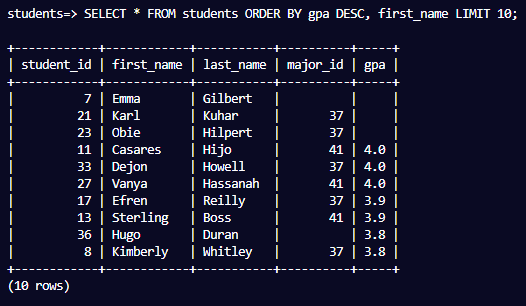 students=> SELECT * FROM students ORDER BY gpa DESC, first_name LIMIT 10;
+------------+------------+-----------+----------+-----+
| student_id | first_name | last_name | major_id | gpa |
+------------+------------+-----------+----------+-----+
|          7 | Emma       | Gilbert   |          |     |
|         21 | Karl       | Kuhar     |       37 |     |
|         23 | Obie       | Hilpert   |       37 |     |
|         11 | Casares    | Hijo      |       41 | 4.0 |
|         33 | Dejon      | Howell    |       37 | 4.0 |
|         27 | Vanya      | Hassanah  |       41 | 4.0 |
|         17 | Efren      | Reilly    |       37 | 3.9 |
|         13 | Sterling   | Boss      |       41 | 3.9 |
|         36 | Hugo       | Duran     |          | 3.8 |
|          8 | Kimberly   | Whitley   |       37 | 3.8 |
+------------+------------+-----------+----------+-----+
(10 rows)